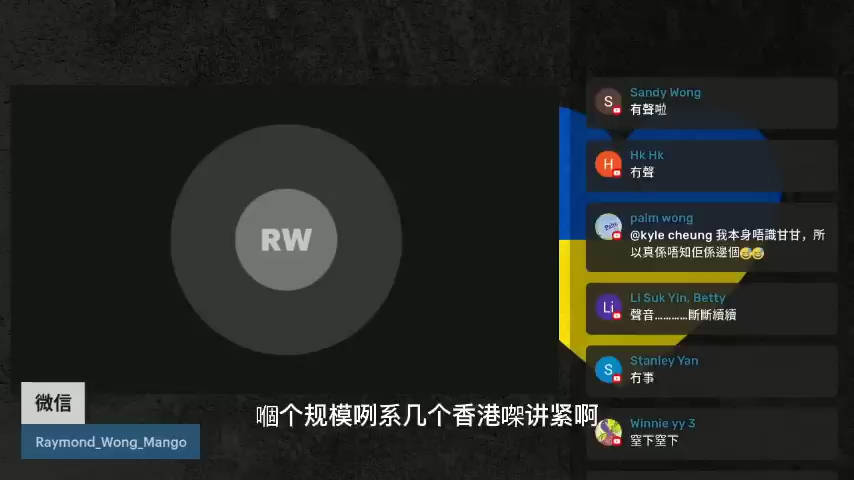 RW
微信
Raymond_Wong_Mango
嗰个规模咧系几个香港㗎讲紧啊
Sandy Wong
有聲啦
Hk Hk
冇聲
palm wong
@kyle cheung 我本身唔識甘甘，所
以真係唔知佢係邊個😅😅
Li Suk Yin, Betty
聲音…………斷斷續續
Stanley Yan
冇事
Winnie yy 3
窒下窒下
S
H
Palm
Li
S